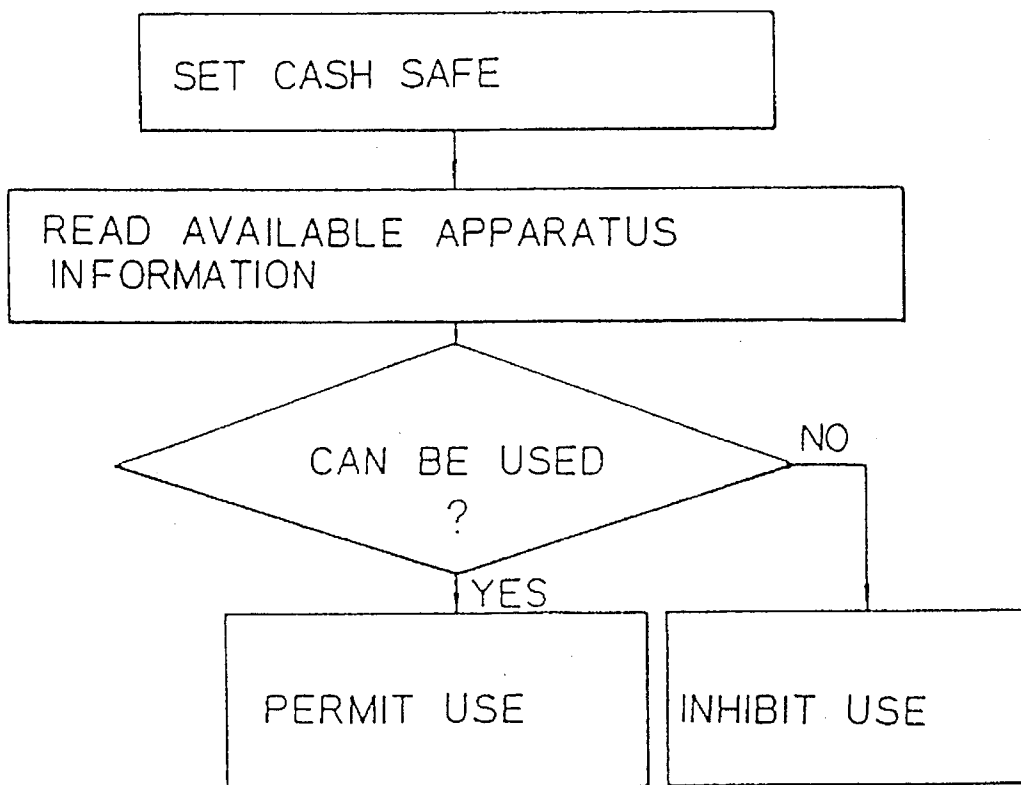 SET CASH SAFE
READ AVAILABLE APPARATUS
INFORMATION
CAN BE USED
?
NO
YES
PERMIT USE
INHIBIT USE